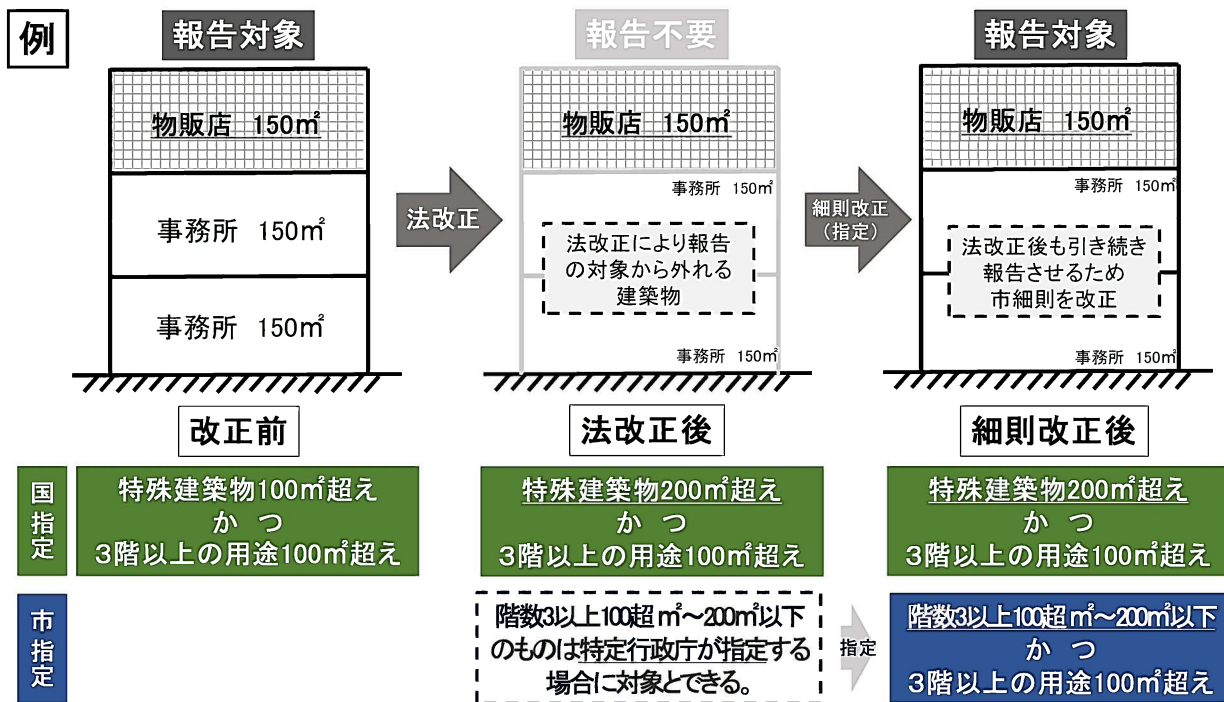 例
報告対象
報告不要
報告対象
物販店 150㎡
事務所 150㎡
事務所 150㎡
法改正
物販店 150㎡
事務所 150㎡
法改正により報告
の対象から外れる
建築物
事務所 150㎡
細則改正
(指定)
物販店 150㎡
事務所 150㎡
法改正後も引き続き
報告させるため
市細則を改正
事務所 150㎡
改正前
法改正後
細則改正後
国指定
特殊建築物100㎡超え
かつ
3階以上の用途100㎡超え
特殊建築物200㎡超え
かつ
3階以上の用途100㎡超え
特殊建築物200㎡超え
かつ
3階以上の用途100㎡超え
市指定
階数3以上100超㎡~200㎡以下
のものは特定行政庁が指定する
場合に対象とできる。
指定
階数3以上100超㎡~200㎡以下
かつ
3階以上の用途100㎡超え